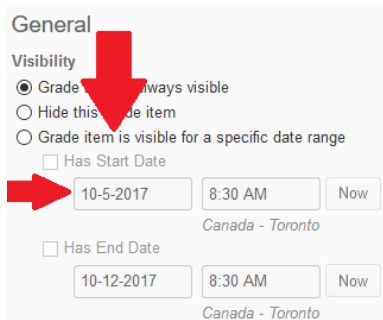 General
Visibility
Grade always visible
Hide this grade item
Grade item is visible for a specific date range
Has Start Date
10-5-2017 8:30 AM Now
Canada - Toronto
Has End Date
10-12-2017 8:30 AM Now
Canada - Toronto